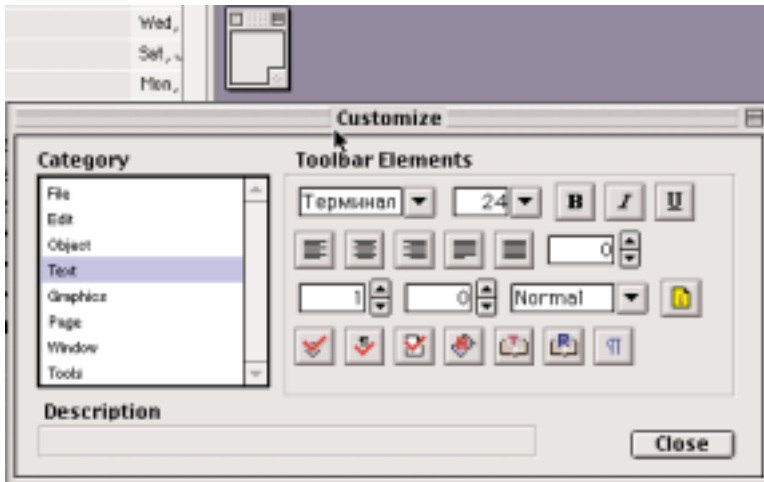 Wed,
Sat,
Mon,
Customize
Category
Toolbar Elements
File
Edit
Object
Text
Graphics
Page
Window
Tools
Терминал 24 B I U
0
1 0 Normal
T R ¶
Description
Close